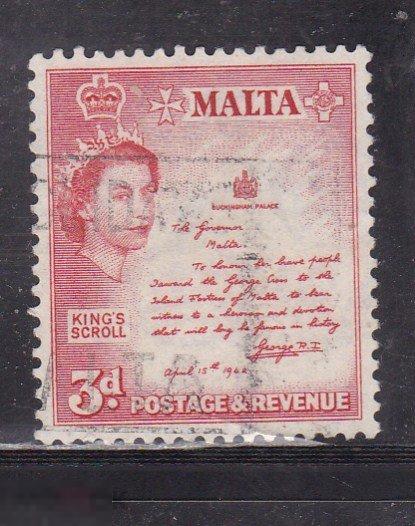 MALTA
BUCKINGHAM PALACE
The Governor
Malta.
To honour her brave people
I award the George Cross to the
Island Fortress of Malta to bear
witness to a heroism and devotion
that will long be famous in history
George R.I
April 15th 1942
KING'S
SCROLL
3d POSTAGE & REVENUE
ALTA